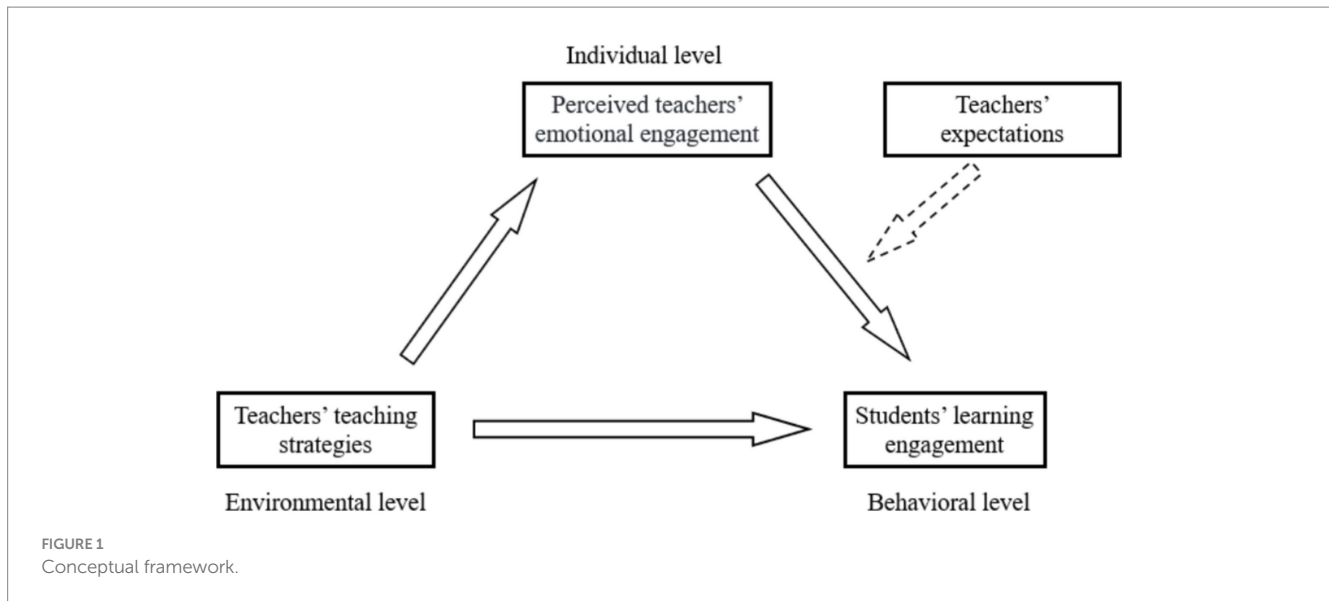 Individual level
Perceived teachers’
emotional engagement
Teachers’
expectations
Teachers’ teaching
strategies
Environmental level
Students’ learning
engagement
Behavioral level
FIGURE 1
Conceptual framework.